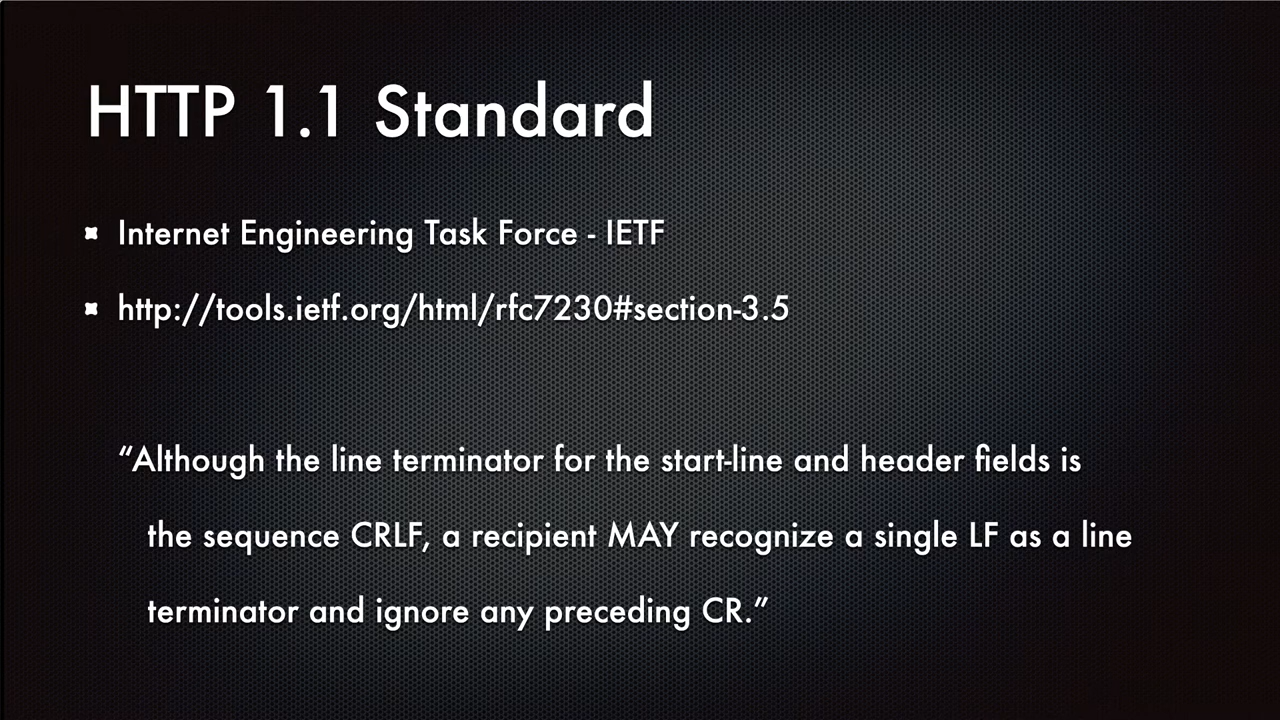 HTTP 1.1 Standard
Internet Engineering Task Force - IETF
http://tools.ietf.org/html/rfc7230#section-3.5
“Although the line terminator for the start-line and header fields is
the sequence CRLF, a recipient MAY recognize a single LF as a line
terminator and ignore any preceding CR.”